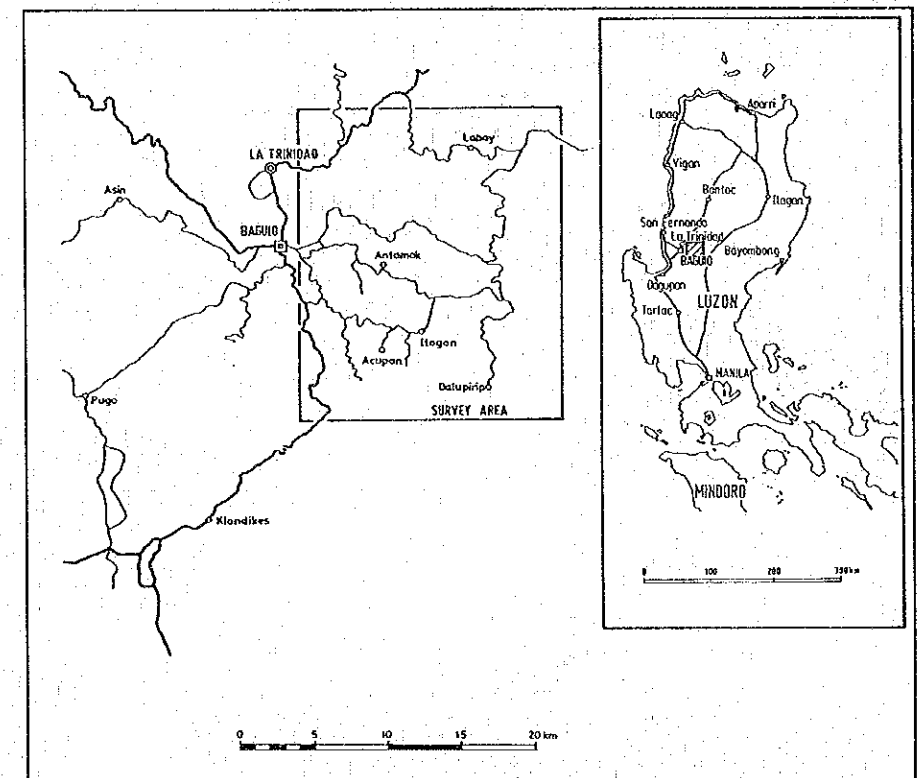 LA TRINIDAD
Asin
BAGUIO
Labay
Antamok
Itogon
Acupan
Dalupiripo
SURVEY AREA
Pugo
Klondikes
0 5 10 15 20 km
Aparri
Laoag
Vigan
Bontoc
Ilagan
San Fernando
La Trinidad
BAGUIO
Bayombong
Dagupan
LUZON
Tarlac
MANILA
MINDORO
0 100 200 300 km